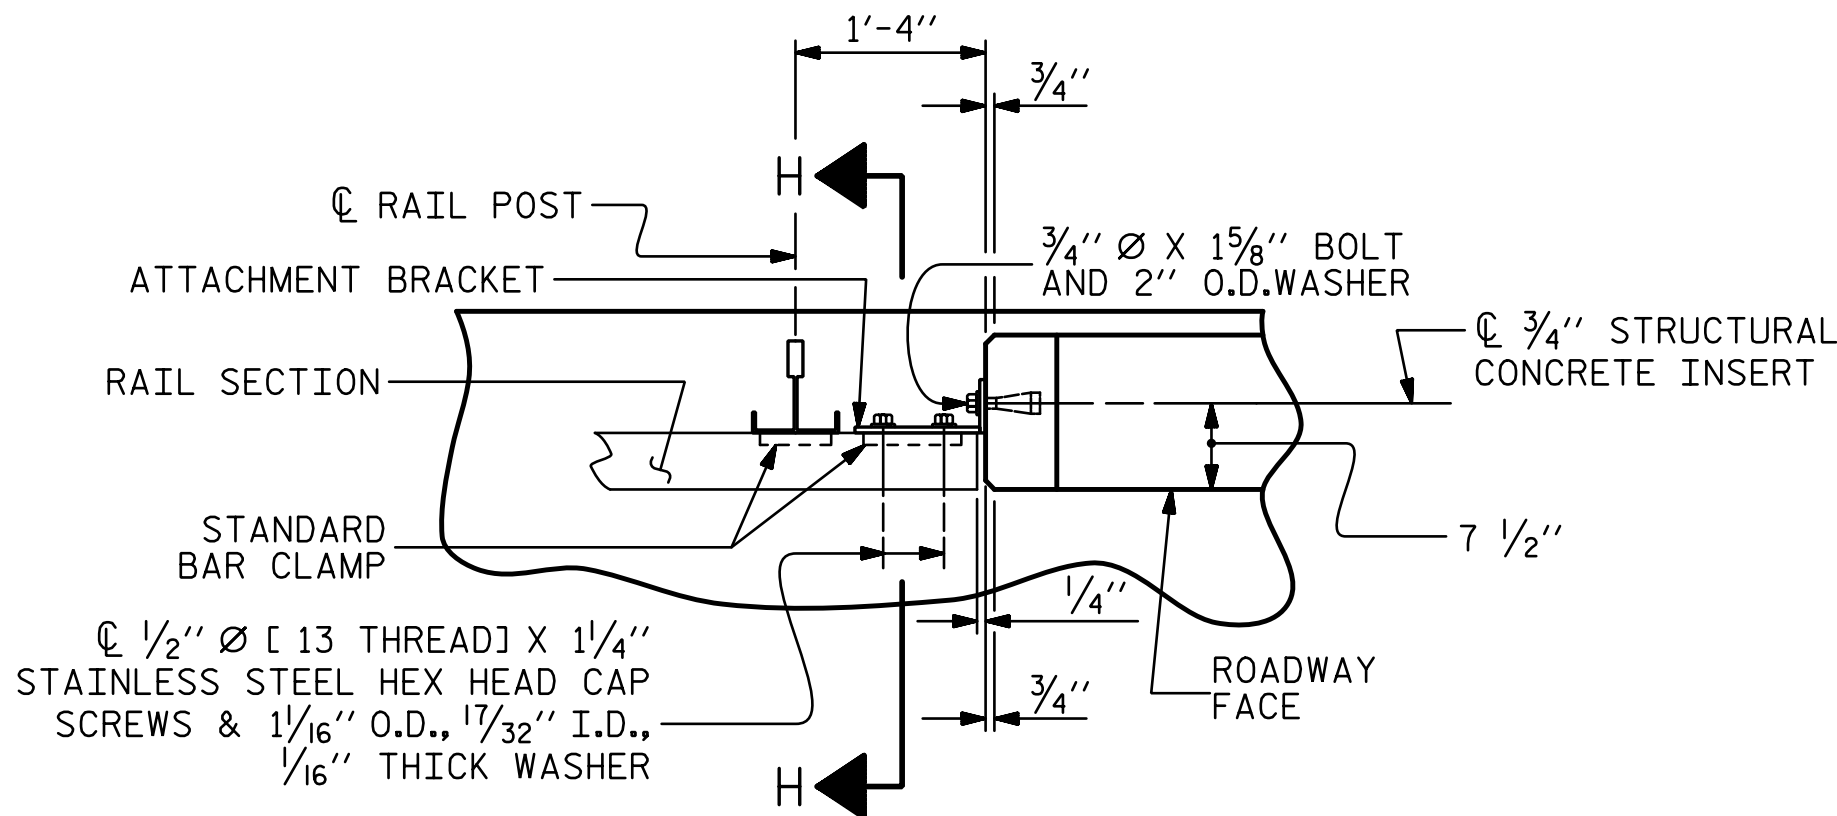 1'-4"
3/4"
H
℄ RAIL POST
ATTACHMENT BRACKET
3/4" Ø X 1 5/8" BOLT
AND 2" O.D.WASHER
℄ 3/4" STRUCTURAL
CONCRETE INSERT
RAIL SECTION
STANDARD
BAR CLAMP
7 1/2"
1/4"
℄ 1/2" Ø [ 13 THREAD] X 1 1/4"
STAINLESS STEEL HEX HEAD CAP
SCREWS & 1 1/16" O.D., 17/32" I.D.,
1/16" THICK WASHER
ROADWAY
FACE
3/4"
H